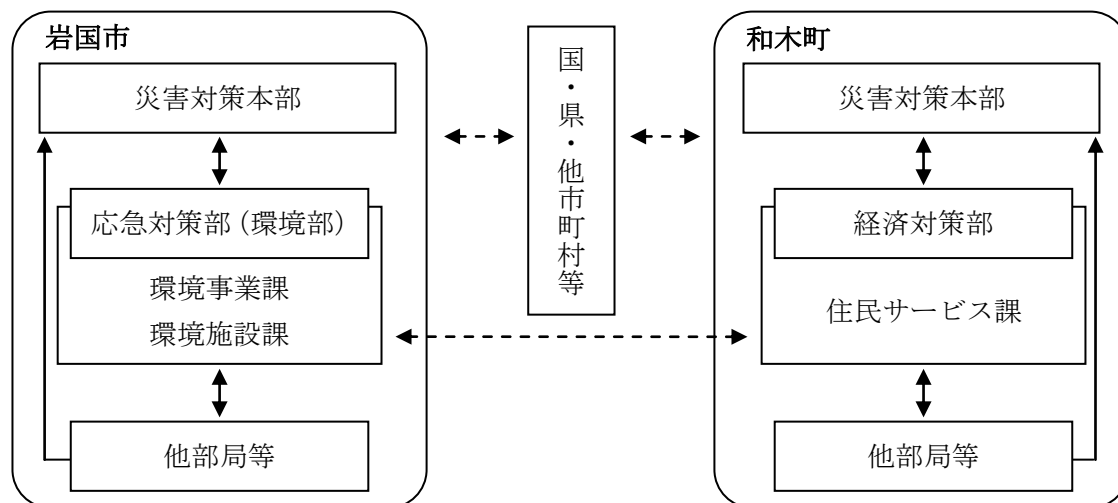 岩国市
災害対策本部
応急対策部（環境部）
環境事業課
環境施設課
他部局等
国・県・他市町村等
和木町
災害対策本部
経済対策部
住民サービス課
他部局等